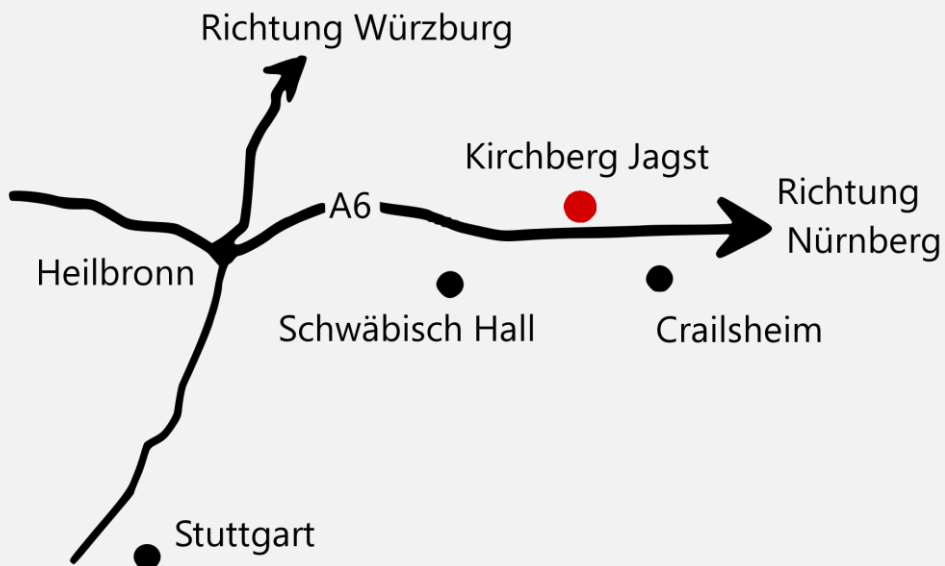 Richtung Würzburg
Kirchberg Jagst
A6
Richtung
Nürnberg
Heilbronn
Schwäbisch Hall
Crailsheim
Stuttgart